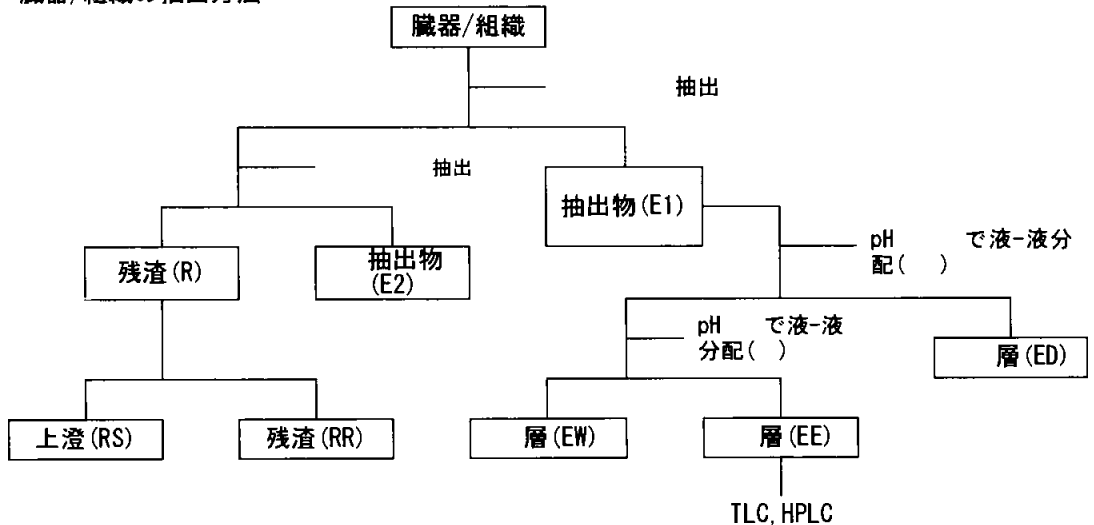 臓器/組織の抽出方法
臓器/組織
抽出
抽出
抽出物(E1)
pH で液-液分
配( )
残渣(R)
抽出物
(E2)
pH で液-液
分配( )
層(ED)
上澄(RS)
残渣(RR)
層(EW)
層(EE)
TLC, HPLC